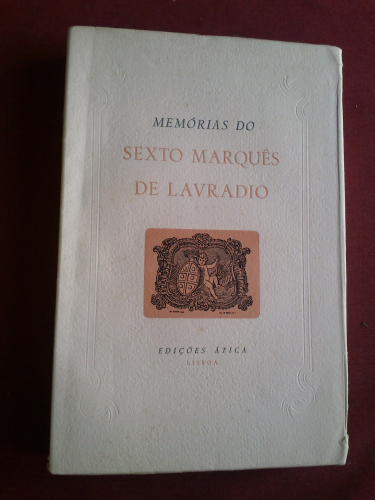 MEMÓRIAS DO
SEXTO MARQUÊS
DE LAVRADIO
EDIÇÕES ÁTICA
LISBOA